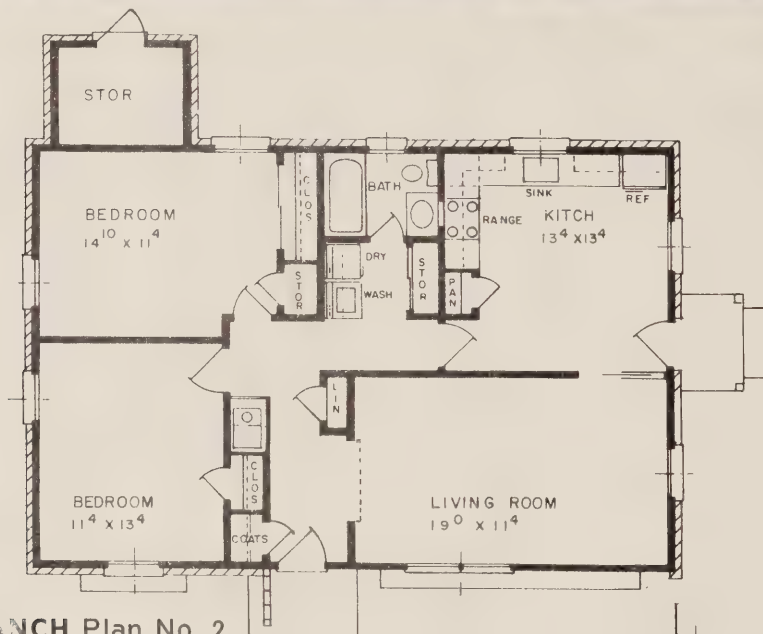 STOR
BEDROOM
14¹⁰ X 11⁴
CLOS
STOR
BATH
DRY
WASH
STOR
RANGE
SINK
KITCH
13⁴ X 13⁴
REF
PAN
LIN
BEDROOM
11⁴ X 13⁴
CLOS
COATS
LIVING ROOM
19⁰ X 11⁴
NCH Plan No. 2